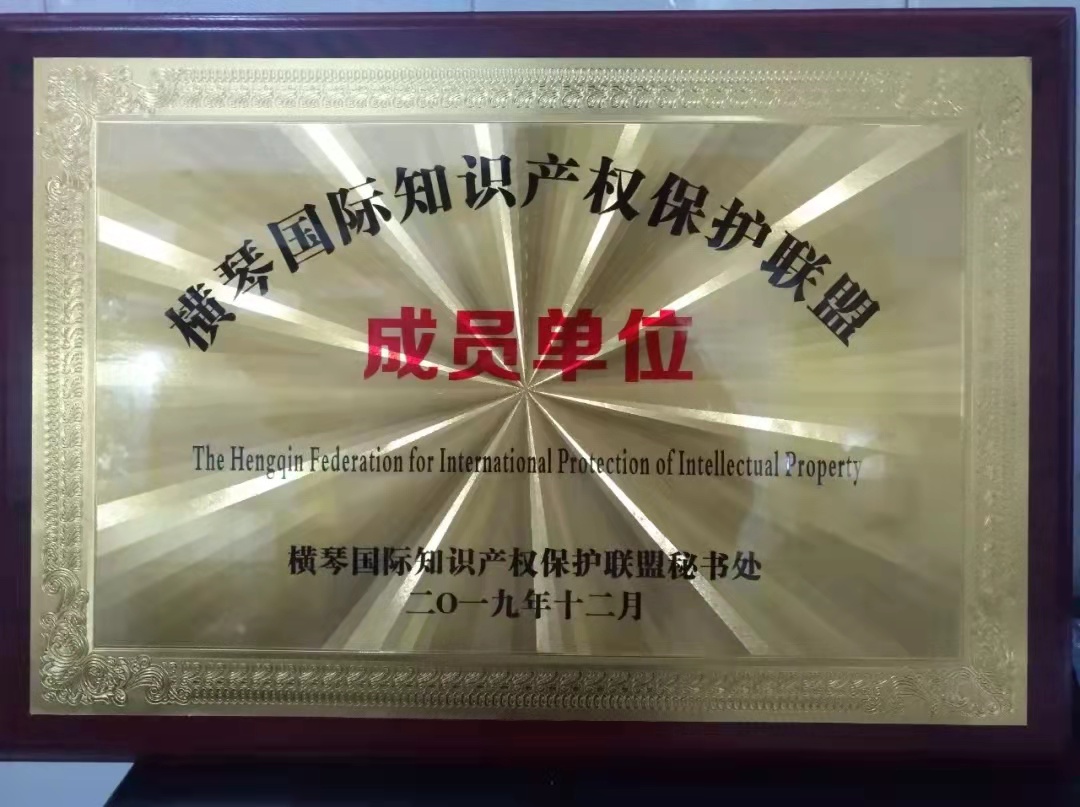 横琴国际知识产权保护联盟
成员单位
The Hengqin Federation for International Protection of Intellectual Property
横琴国际知识产权保护联盟秘书处
二O一九年十二月